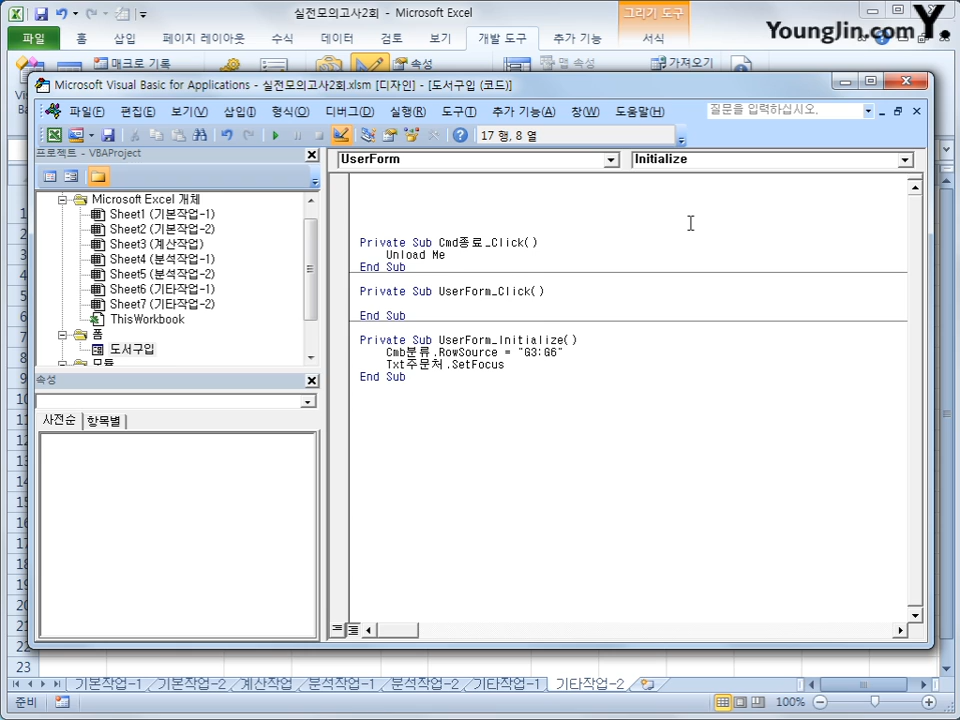 실전모의고사2회 - Microsoft Excel
그리기 도구
Younglin.com Y.
파일 홈 삽입 페이지 레이아웃 수식 데이터 검토 보기 개발 도구 추가 기능 서식
매크로 기록 속성 맵 속성 가져오기
Microsoft Visual Basic for Applications - 실전모의고사2회.xlsm [디자인] - [도서구입 (코드)]
파일(F) 편집(E) 보기(V) 삽입(I) 형식(O) 디버그(D) 실행(R) 도구(T) 추가 기능(A) 창(W) 도움말(H) 질문을 입력하십시오.
17 행, 8 열
프로젝트 - VBAProject
UserForm Initialize
Microsoft Excel 개체
Sheet1 (기본작업-1)
Sheet2 (기본작업-2)
Sheet3 (계산작업)
Sheet4 (분석작업-1)
Sheet5 (분석작업-2)
Sheet6 (기타작업-1)
Sheet7 (기타작업-2)
ThisWorkbook
폼
도서구입
모듈
속성
사전순 항목별
Private Sub Cmd종료_Click()
Unload Me
End Sub
Private Sub UserForm_Click()
End Sub
Private Sub UserForm_Initialize()
Cmb분류.RowSource = "G3:G6"
Txt주문처.SetFocus
End Sub
23
기본작업-1 기본작업-2 계산작업 분석작업-1 분석작업-2 기타작업-1 기타작업-2
준비 100%